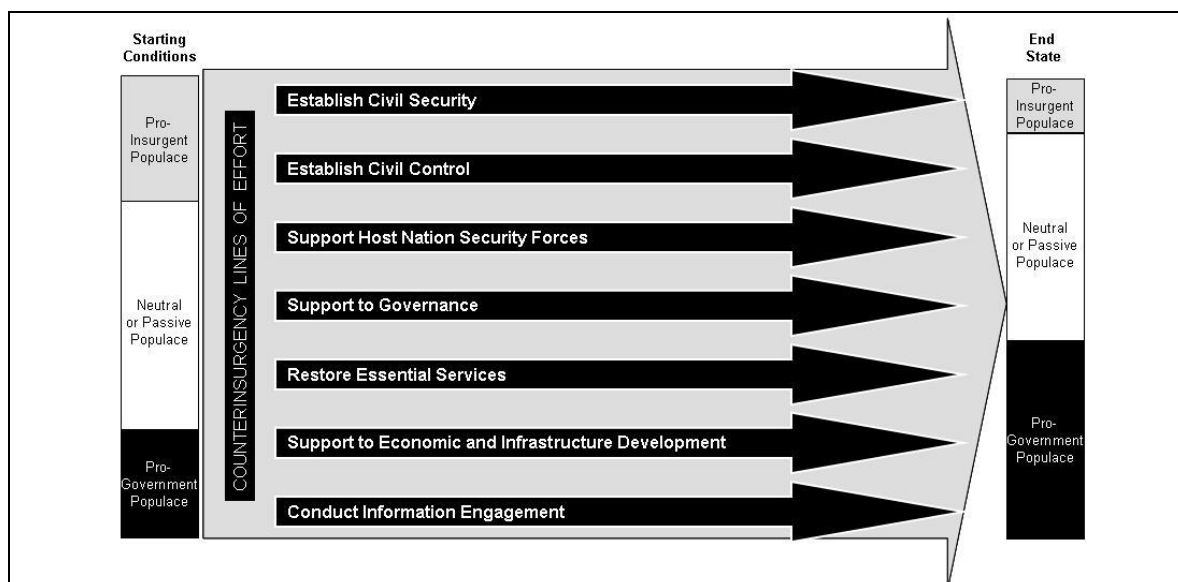 Starting
Conditions
Pro-
Insurgent
Populace
Neutral
or Passive
Populace
Pro-
Government
Populace
COUNTERINSURGENCY LINES OF EFFORT
Establish Civil Security
Establish Civil Control
Support Host Nation Security Forces
Support to Governance
Restore Essential Services
Support to Economic and Infrastructure Development
Conduct Information Engagement
End
State
Pro-
Insurgent
Populace
Neutral
or Passive
Populace
Pro-
Government
Populace